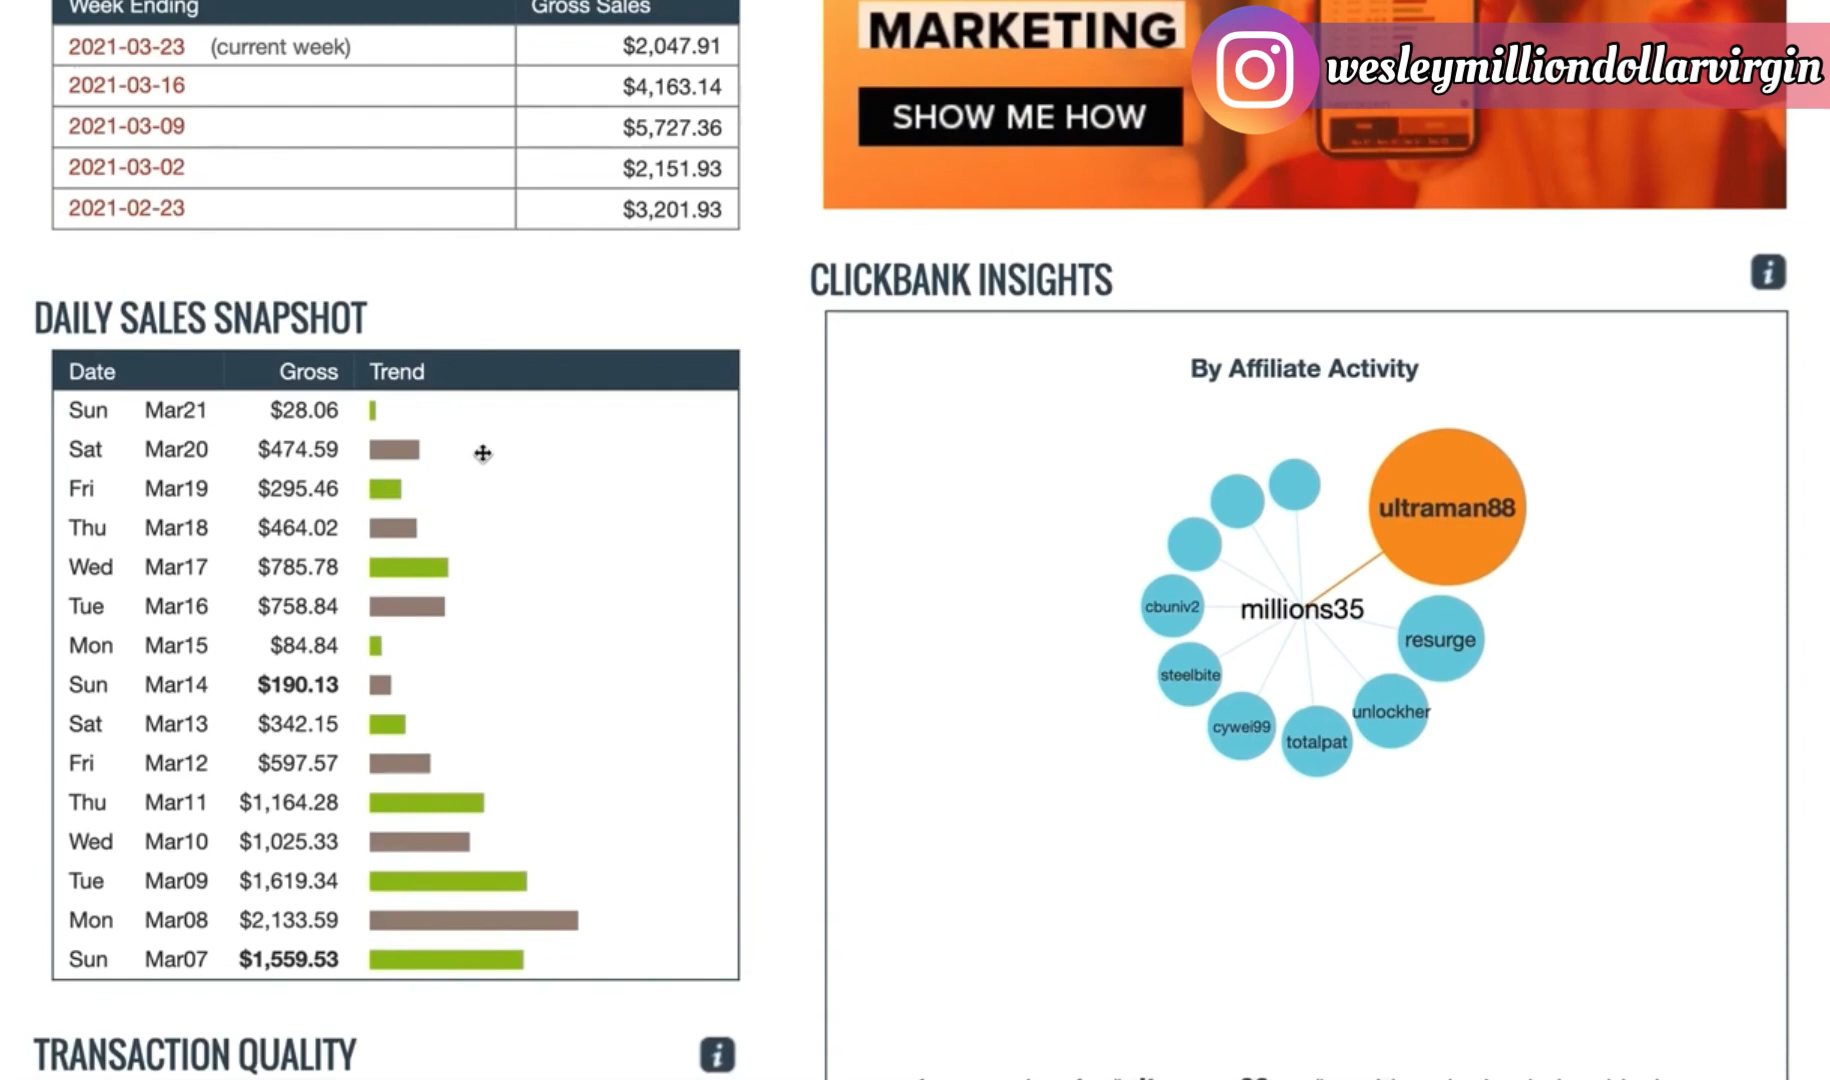 Week Ending Gross Sales
2021-03-23 (current week) $2,047.91
2021-03-16 $4,163.14
2021-03-09 $5,727.36
2021-03-02 $2,151.93
2021-02-23 $3,201.93
MARKETING
SHOW ME HOW
wesleymilliondollarvirgin
DAILY SALES SNAPSHOT
Date Gross Trend
Sun Mar21 $28.06
Sat Mar20 $474.59
Fri Mar19 $295.46
Thu Mar18 $464.02
Wed Mar17 $785.78
Tue Mar16 $758.84
Mon Mar15 $84.84
Sun Mar14 $190.13
Sat Mar13 $342.15
Fri Mar12 $597.57
Thu Mar11 $1,164.28
Wed Mar10 $1,025.33
Tue Mar09 $1,619.34
Mon Mar08 $2,133.59
Sun Mar07 $1,559.53
TRANSACTION QUALITY
i
CLICKBANK INSIGHTS
i
By Affiliate Activity
ultraman88
cbuniv2
millions35
resurge
steelbite
unlockher
cywei99
totalpat